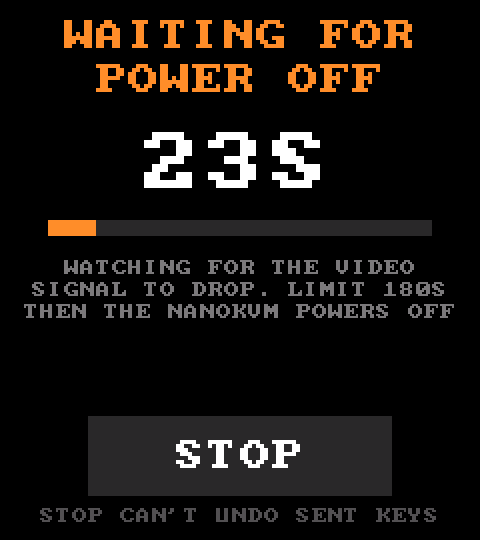 WAITING FOR
POWER OFF
23S
WATCHING FOR THE VIDEO
SIGNAL TO DROP. LIMIT 180S
THEN THE NANOKVM POWERS OFF
STOP
STOP CAN'T UNDO SENT KEYS